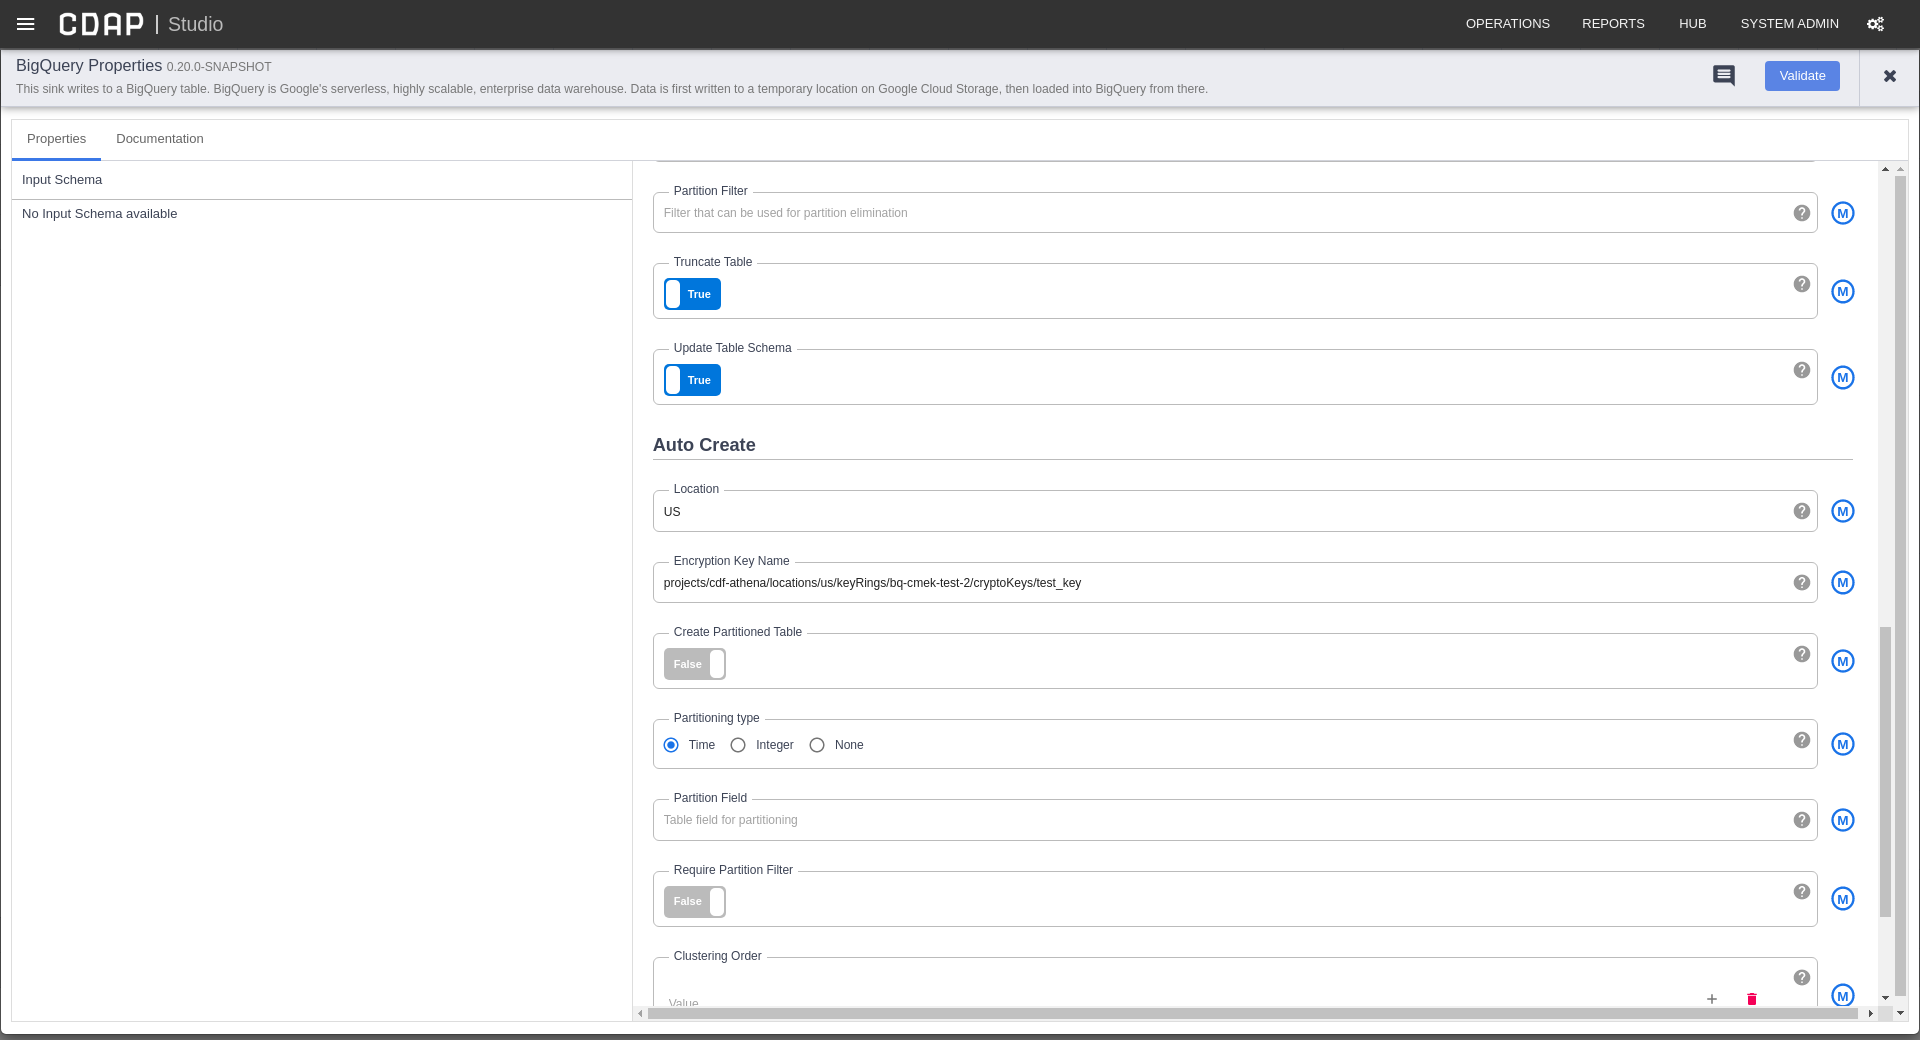 CDAP | Studio
OPERATIONS REPORTS HUB SYSTEM ADMIN
BigQuery Properties 0.20.0-SNAPSHOT
This sink writes to a BigQuery table. BigQuery is Google's serverless, highly scalable, enterprise data warehouse. Data is first written to a temporary location on Google Cloud Storage, then loaded into BigQuery from there.
Validate
Properties Documentation
Input Schema
No Input Schema available
Partition Filter
Filter that can be used for partition elimination
? M
Truncate Table
True
? M
Update Table Schema
True
? M
Auto Create
Location
US
? M
Encryption Key Name
projects/cdf-athena/locations/us/keyRings/bq-cmek-test-2/cryptoKeys/test_key
? M
Create Partitioned Table
False
? M
Partitioning type
Time Integer None
? M
Partition Field
Table field for partitioning
? M
Require Partition Filter
False
? M
Clustering Order
Value
? M